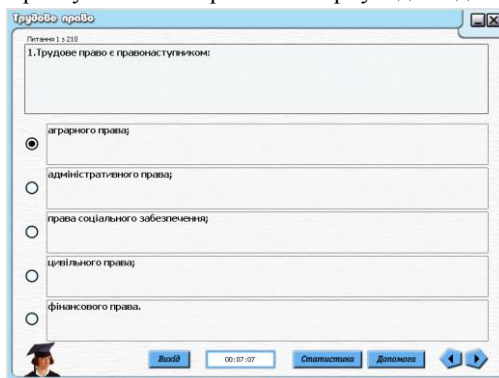 Трудове право
Питання 1 з 210
1.Трудове право є правонаступником:
аграрного права;
адміністративного права;
права соціального забезпечення;
цивільного права;
фінансового права.
Вихід
00:07:07
Статистика
Допомога